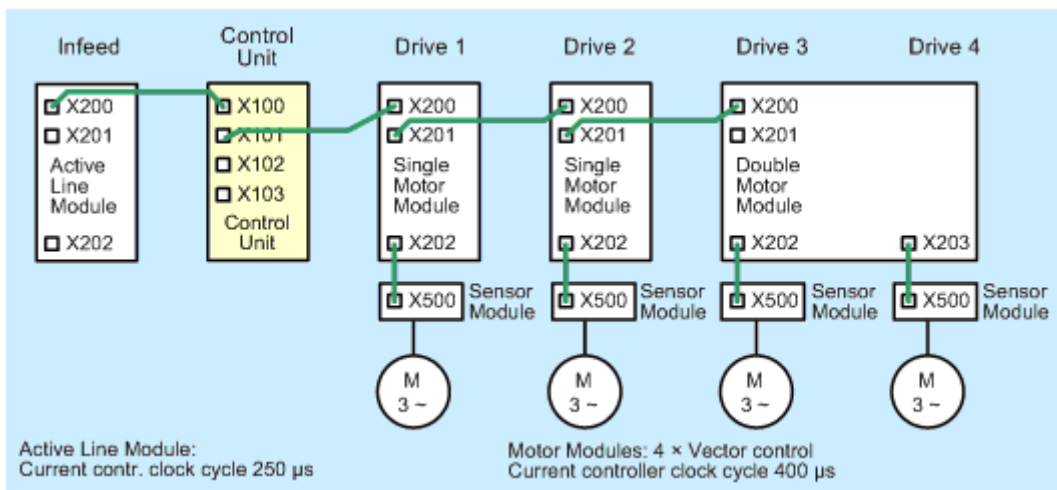 Infeed
Control
Unit
Drive 1
Drive 2
Drive 3
Drive 4
X200
X201
Active
Line
Module
X202
X100
X101
X102
X103
Control
Unit
X200
X201
Single
Motor
Module
X202
X200
X201
Single
Motor
Module
X202
X200
X201
Double
Motor
Module
X202
X203
X500
Sensor
Module
X500
Sensor
Module
X500
Sensor
Module
X500
Sensor
Module
M
3 ~
M
3 ~
M
3 ~
M
3 ~
Active Line Module:
Current contr. clock cycle 250 µs
Motor Modules: 4 × Vector control
Current controller clock cycle 400 µs